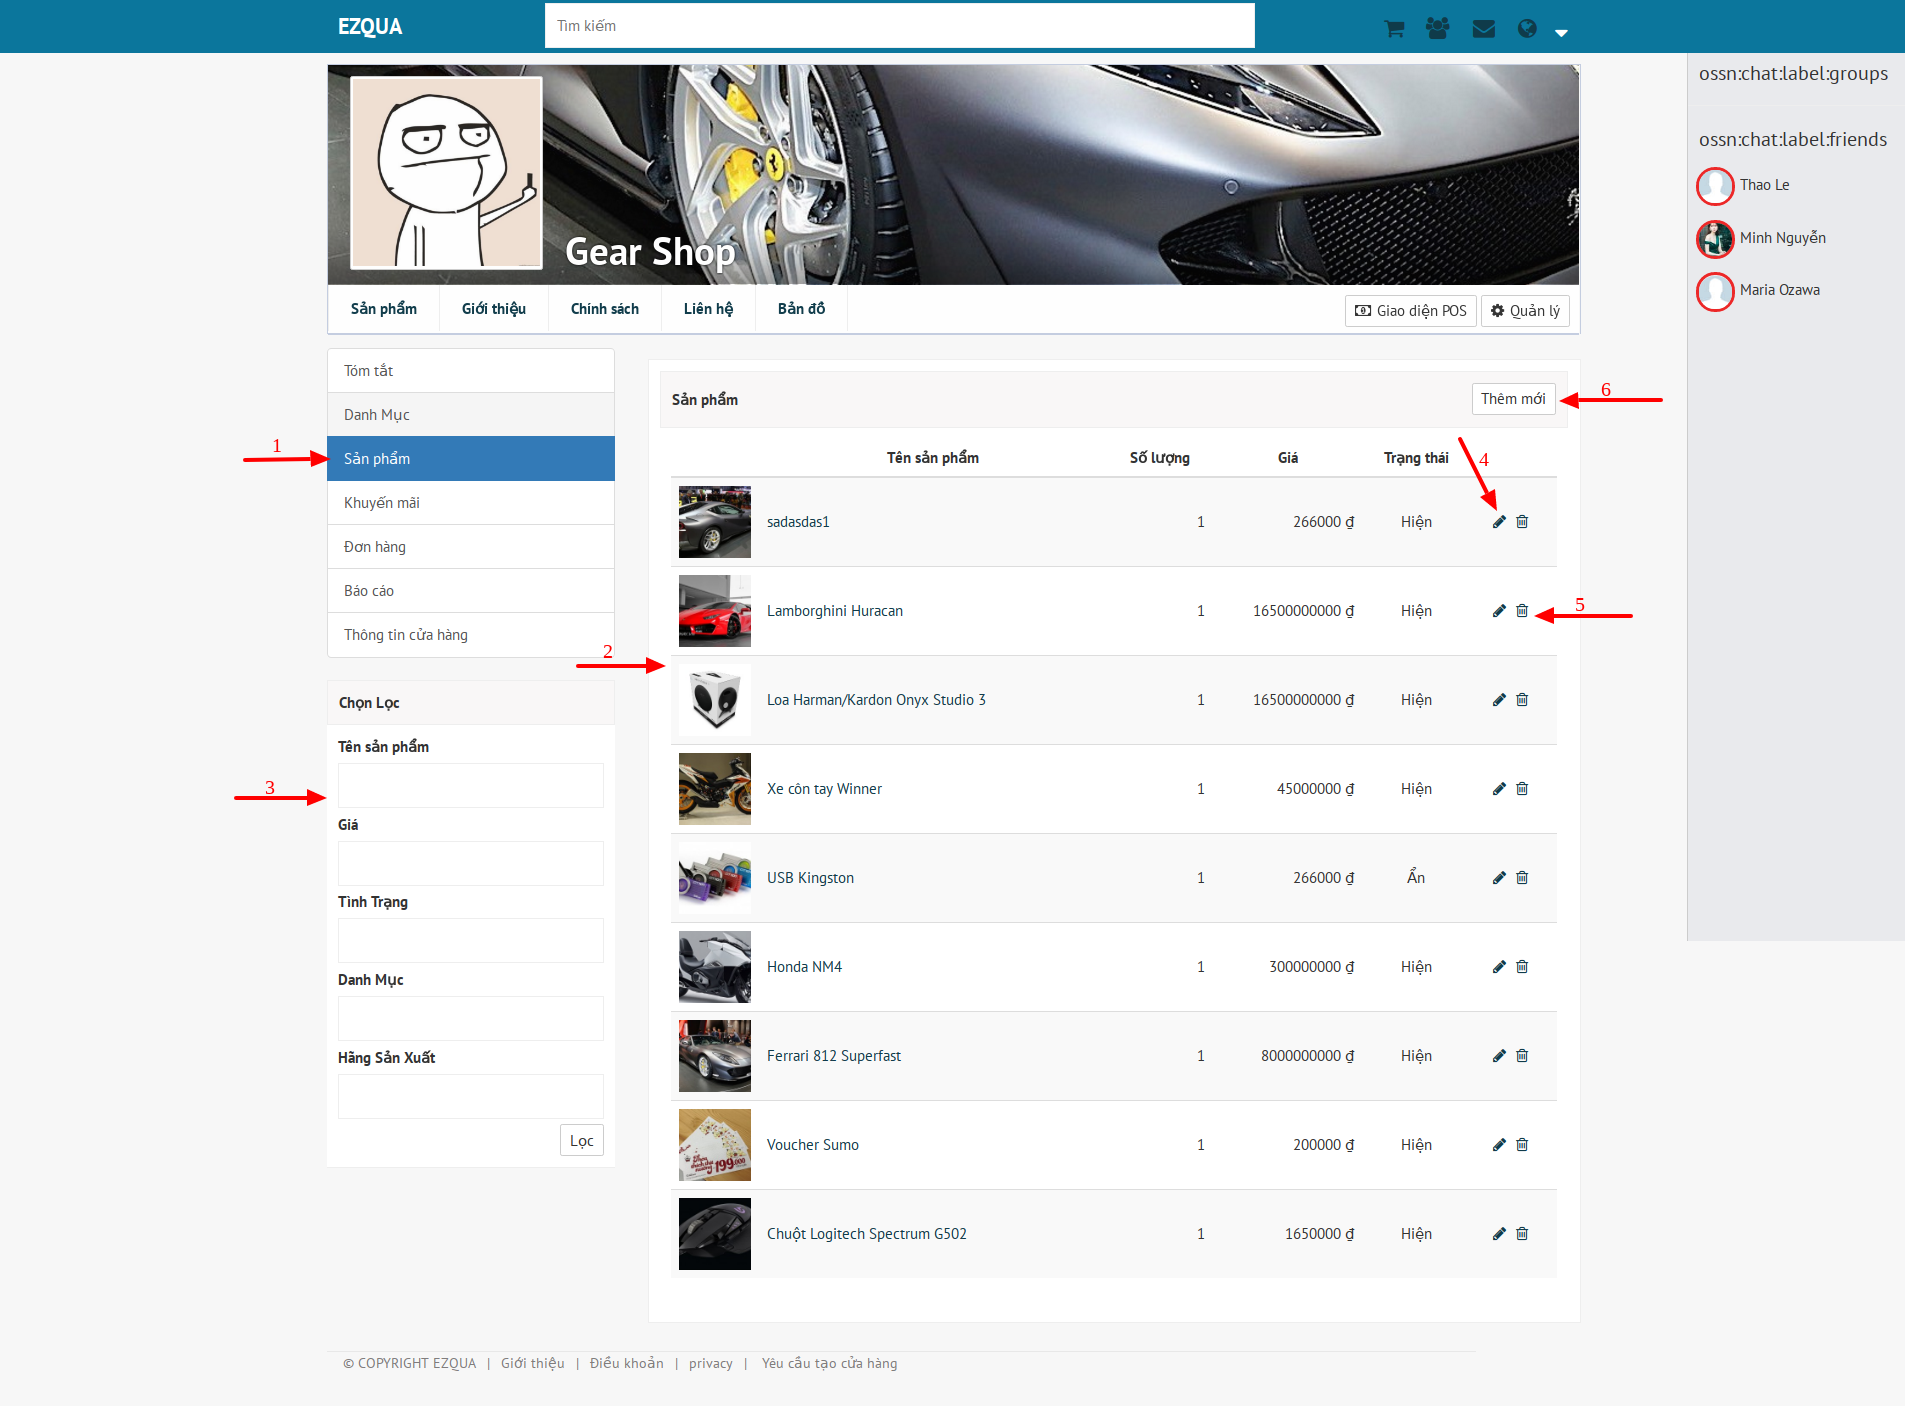 EZQUA
Tìm kiếm
ossn:chat:label:groups
ossn:chat:label:friends
Thao Le
Minh Nguyễn
Maria Ozawa
Gear Shop
Sản phẩm
Giới thiệu
Chính sách
Liên hệ
Bản đồ
Giao diện POS
Quản lý
Tóm tắt
Danh Mục
1
Sản phẩm
Khuyến mãi
Đơn hàng
Báo cáo
Thông tin cửa hàng
2
Chọn Lọc
Tên sản phẩm
3
Giá
Tình Trạng
Danh Mục
Hãng Sản Xuất
Lọc
Sản phẩm
Thêm mới
6
Tên sản phẩm Số lượng Giá Trạng thái
4
sadasdas1 1 266000 ₫ Hiện
Lamborghini Huracan 1 16500000000 ₫ Hiện
5
Loa Harman/Kardon Onyx Studio 3 1 16500000000 ₫ Hiện
Xe côn tay Winner 1 45000000 ₫ Hiện
USB Kingston 1 266000 ₫ Ẩn
Honda NM4 1 300000000 ₫ Hiện
Ferrari 812 Superfast 1 8000000000 ₫ Hiện
199.000
Voucher Sumo 1 200000 ₫ Hiện
Chuột Logitech Spectrum G502 1 1650000 ₫ Hiện
© COPYRIGHT EZQUA | Giới thiệu | Điều khoản | privacy | Yêu cầu tạo cửa hàng